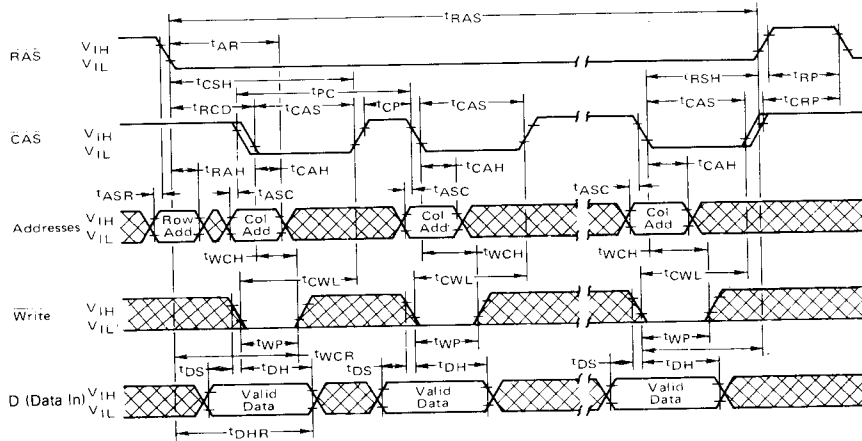 tRAS
RAS VIH
VIL
tAR
tCSH
tPC
tRSH
tRP
tRCD
tCAS
tCP
tCAS
tCAS
tCRP
CAS VIH
VIL
tRAH
tCAH
tCAH
tCAH
tASR
tASC
tASC
tASC
Addresses VIH
VIL
Row Add
Col Add
Col Add
Col Add
tWCH
tWCH
tWCH
tCWL
tCWL
tCWL
Write VIH
VIL
tWP
tWP
tWP
tWCR
tDS
tDH
tDS
tDH
tDS
tDH
D (Data In) VIH
VIL
Valid Data
Valid Data
Valid Data
tDHR